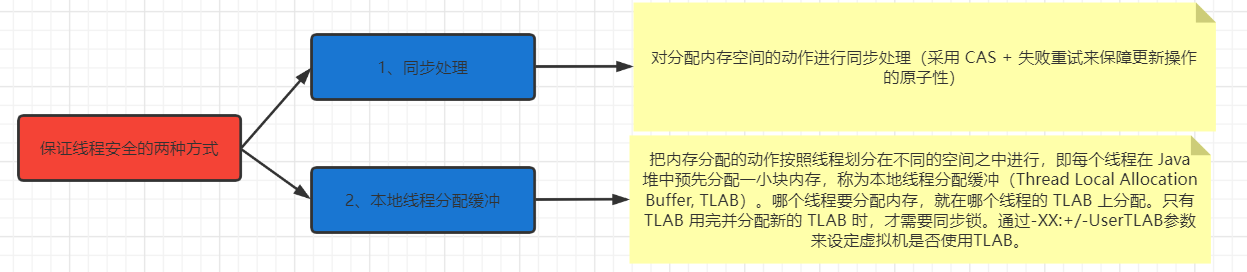 保证线程安全的两种方式
1、同步处理
对分配内存空间的动作进行同步处理（采用 CAS + 失败重试来保障更新操作
的原子性）
2、本地线程分配缓冲
把内存分配的动作按照线程划分在不同的空间之中进行，即每个线程在 Java
堆中预先分配一小块内存，称为本地线程分配缓冲（Thread Local Allocation
Buffer, TLAB）。哪个线程要分配内存，就在哪个线程的 TLAB 上分配。只有
TLAB 用完并分配新的 TLAB 时，才需要同步锁。通过-XX:+/-UserTLAB参数
来设定虚拟机是否使用TLAB。